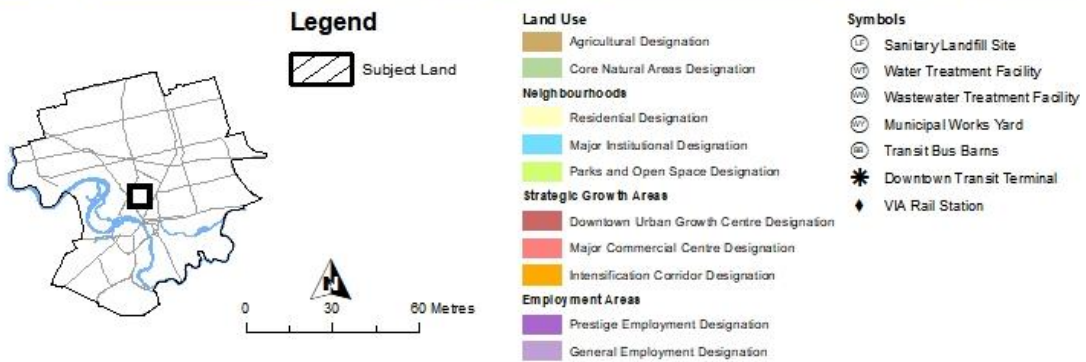 Legend
Subject Land
N
0 30 60 Metres
Land Use
Agricultural Designation
Core Natural Areas Designation
Neighbourhoods
Residential Designation
Major Institutional Designation
Parks and Open Space Designation
Strategic Growth Areas
Downtown Urban Growth Centre Designation
Major Commercial Centre Designation
Intensification Corridor Designation
Employment Areas
Prestige Employment Designation
General Employment Designation
Symbols
LF Sanitary Landfill Site
WT Water Treatment Facility
WW Wastewater Treatment Facility
WY Municipal Works Yard
BB Transit Bus Barns
Downtown Transit Terminal
VIA Rail Station